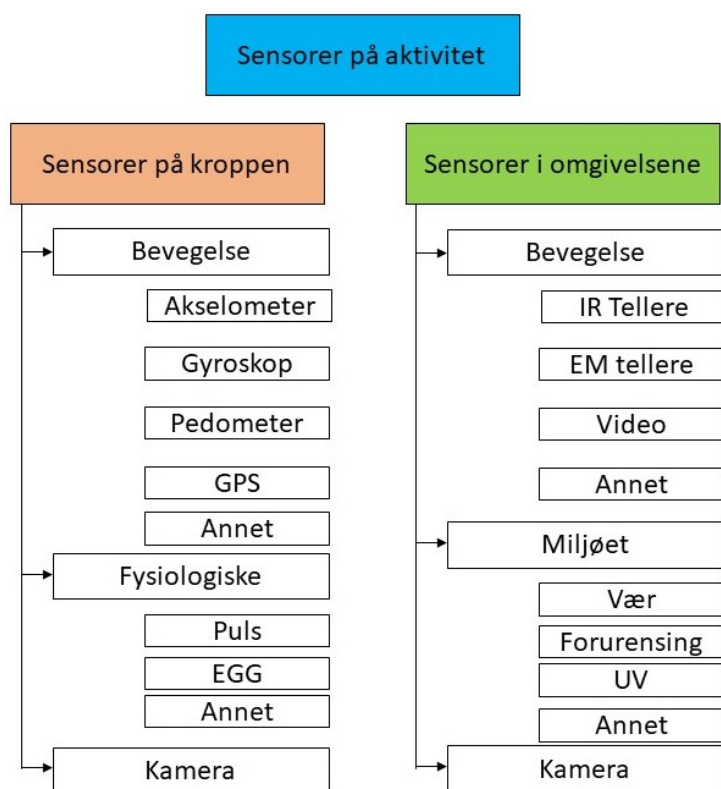 Sensorer på aktivitet
Sensorer på kroppen
Bevegelse
Akselometer
Gyroskop
Pedometer
GPS
Annet
Fysiologiske
Puls
EGG
Annet
Kamera
Sensorer i omgivelsene
Bevegelse
IR Tellere
EM tellere
Video
Annet
Miljøet
Vær
Forurensing
UV
Annet
Kamera